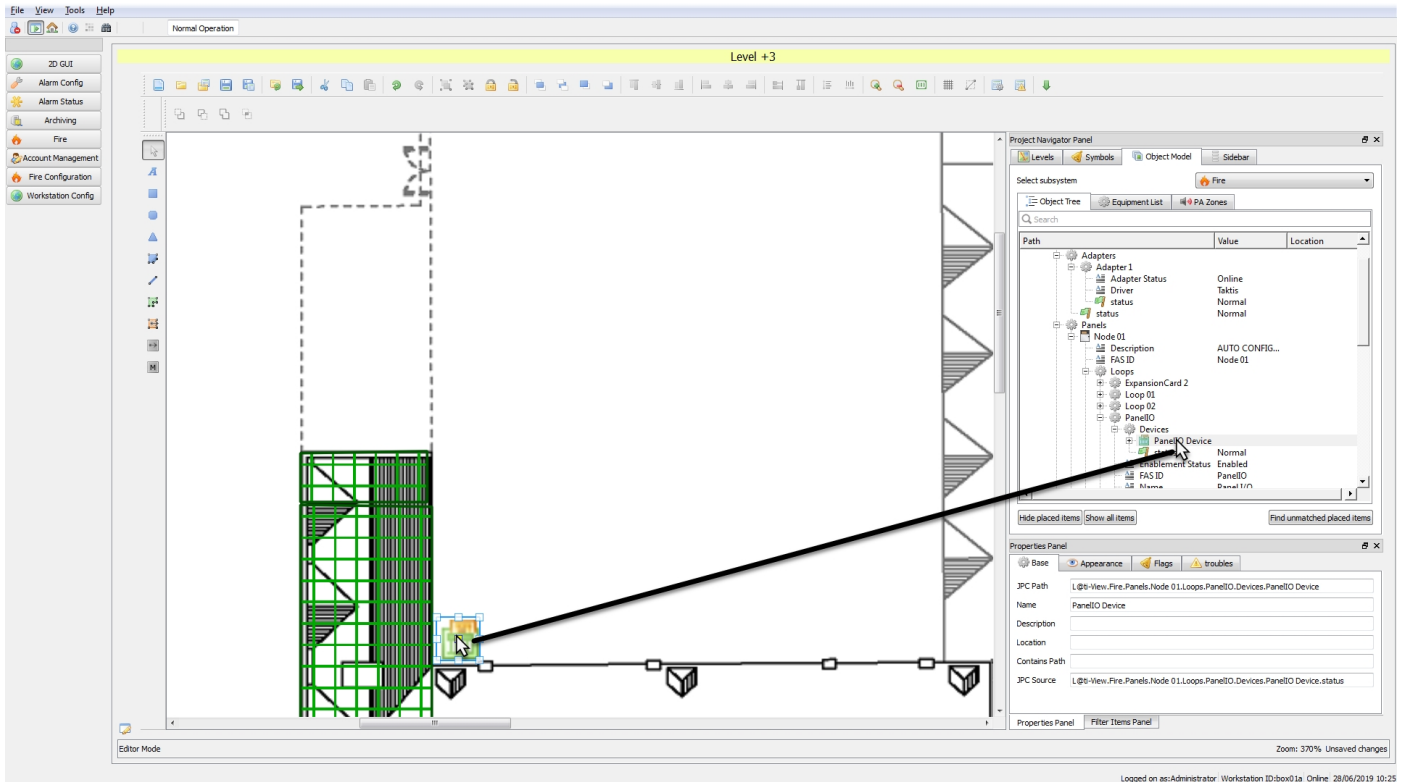 File View Tools Help
Normal Operation
2D GUI
Alarm Config
Alarm Status
Archiving
Fire
Account Management
Fire Configuration
Workstation Config
Level +3
A
M
Project Navigator Panel
Levels Symbols Object Model Sidebar
Select subsystem Fire
Object Tree Equipment List PA Zones
Search
Path Value Location
Adapters
Adapter 1
Adapter Status Online
Driver Taktis
status Normal
status Normal
Panels
Node 01
Description AUTO CONFIG...
FAS ID Node 01
Loops
ExpansionCard 2
Loop 01
Loop 02
PanelIO
Devices
PanelIO Device
Normal
Enablement Status Enabled
FAS ID PanelIO
Name Panel I/O
Hide placed items Show all items Find unmatched placed items
Properties Panel
Base Appearance Flags troubles
JPC Path L@ti-View.Fire.Panels.Node 01.Loops.PanelIO.Devices.PanelIO Device
Name PanelIO Device
Description
Location
Contains Path
JPC Source L@ti-View.Fire.Panels.Node 01.Loops.PanelIO.Devices.PanelIO Device.status
Properties Panel Filter Items Panel
Editor Mode Zoom: 370% Unsaved changes
Logged on as:Administrator Workstation ID:box01a Online 28/06/2019 10:25